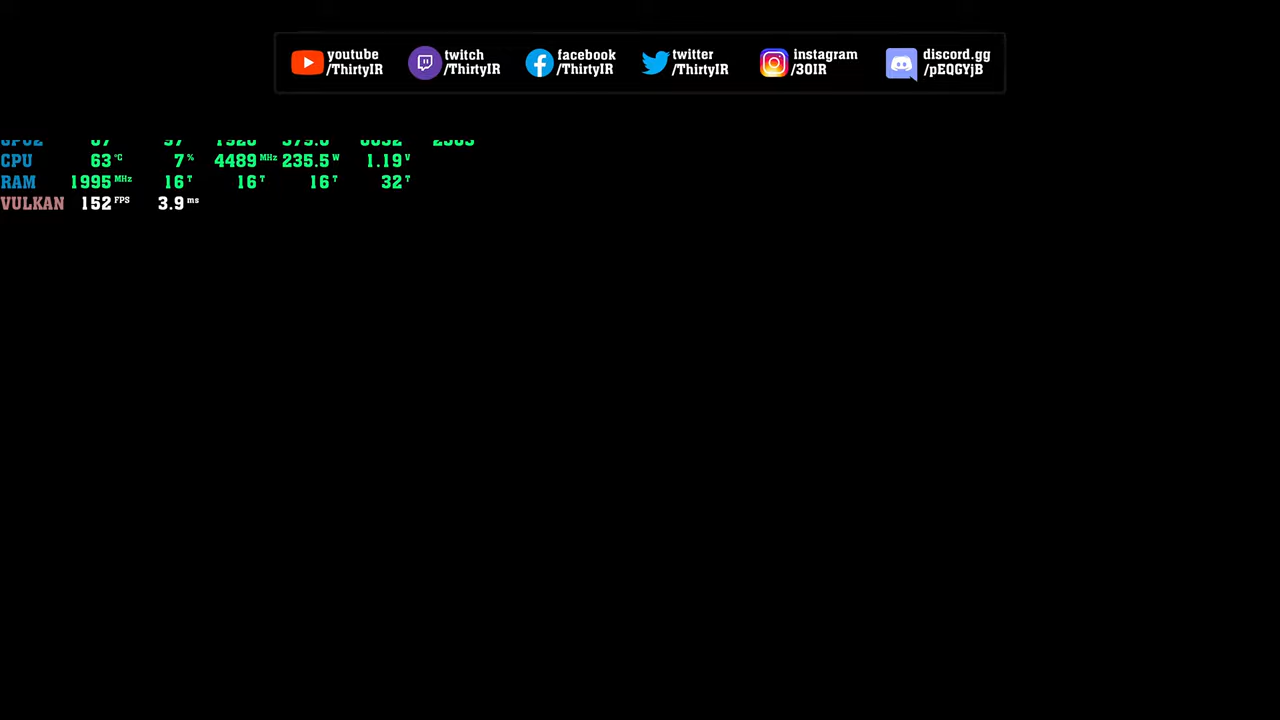 youtube
/ThirtyIR
twitch
/ThirtyIR
facebook
/ThirtyIR
twitter
/ThirtyIR
instagram
/30IR
discord.gg
/pEQGYjB
CPU 63 °C 7 % 4489 MHz 235.5 W 1.19 V
RAM 1995 MHz 16 T 16 T 16 T 32 T
VULKAN 152 FPS 3.9 ms